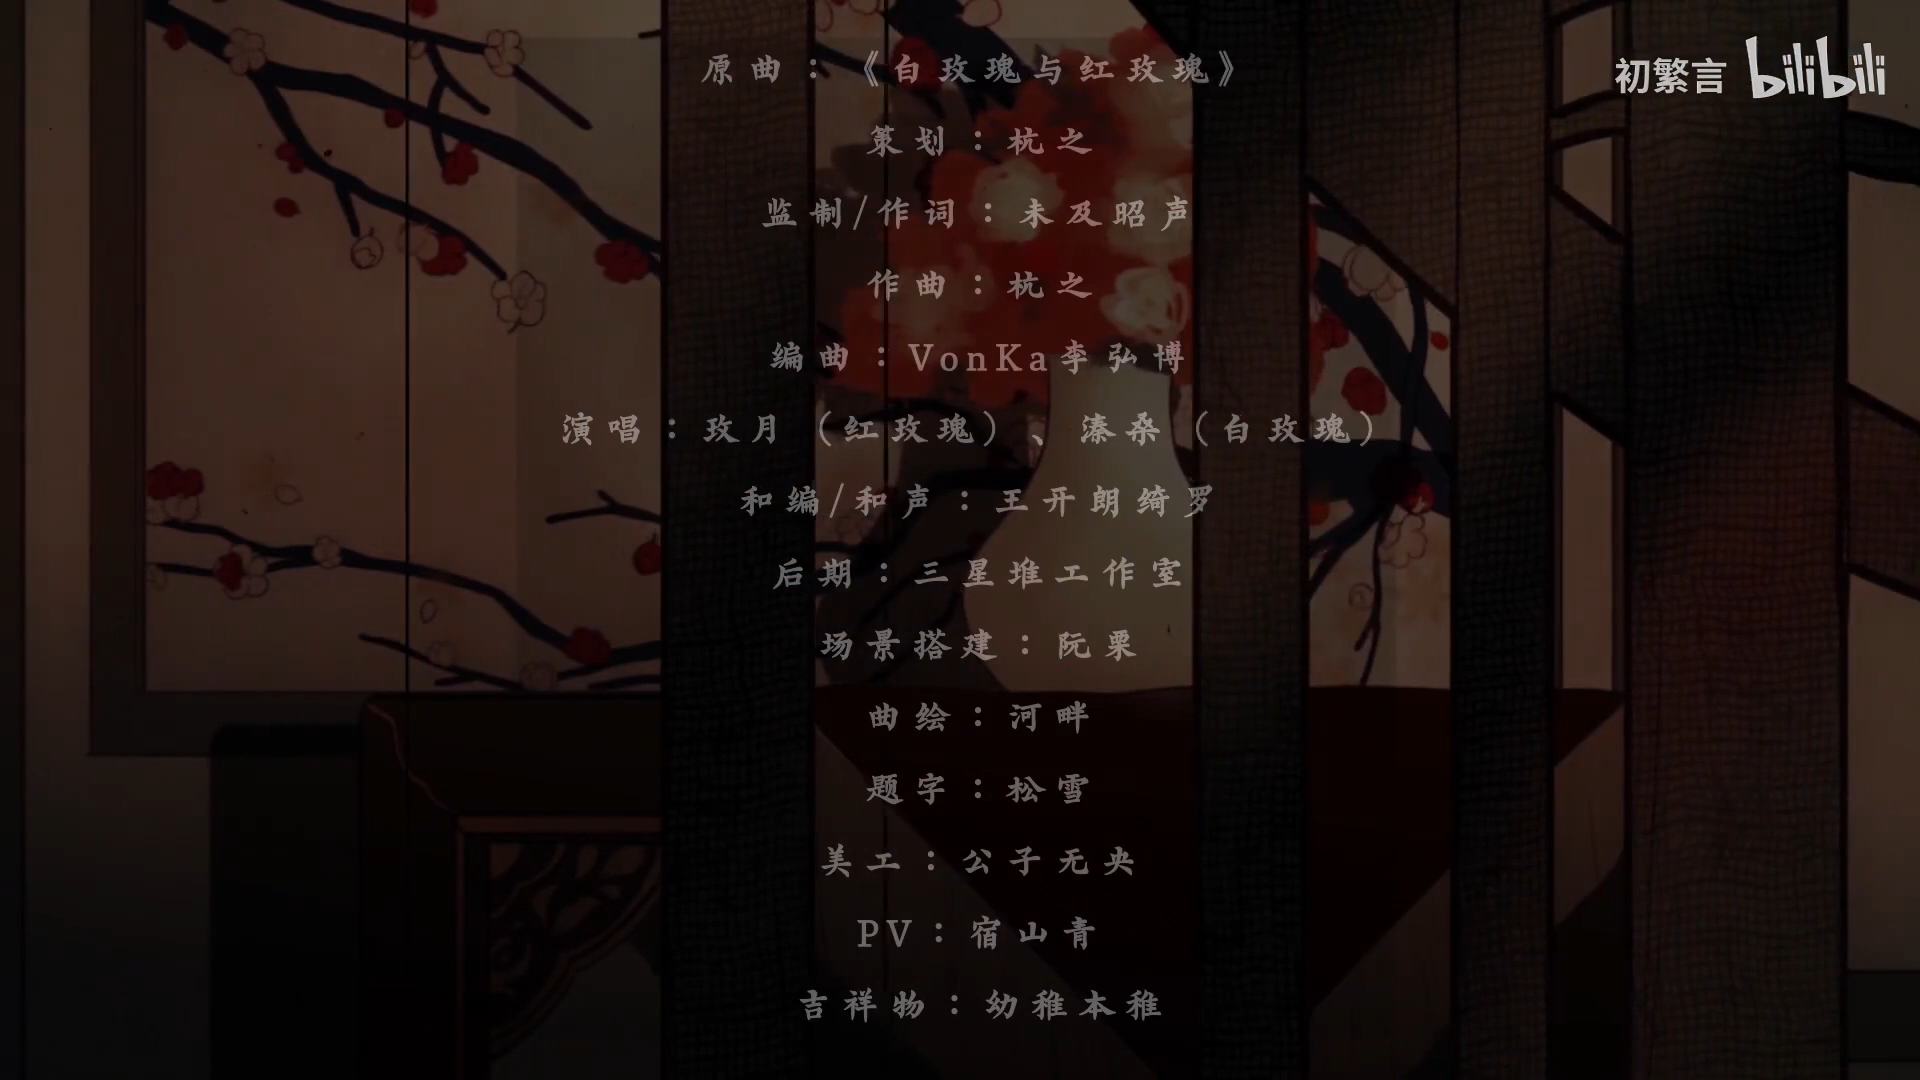 初繁言 bilibili
原曲：《白玫瑰与红玫瑰》
策划：杭之
监制/作词：未及昭声
作曲：杭之
编曲：VonKa李弘博
演唱：玫月（红玫瑰）、溱桑（白玫瑰）
和编/和声：王开朗绮罗
后期：三星堆工作室
场景搭建：阮栗
曲绘：河畔
题字：松雪
美工：公子无央
PV：宿山青
吉祥物：幼稚本稚